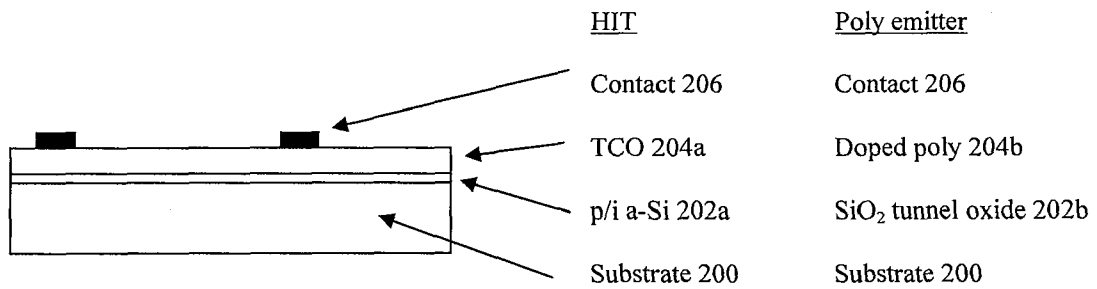 HIT Poly emitter
Contact 206 Contact 206
TCO 204a Doped poly 204b
p/i a-Si 202a SiO₂ tunnel oxide 202b
Substrate 200 Substrate 200